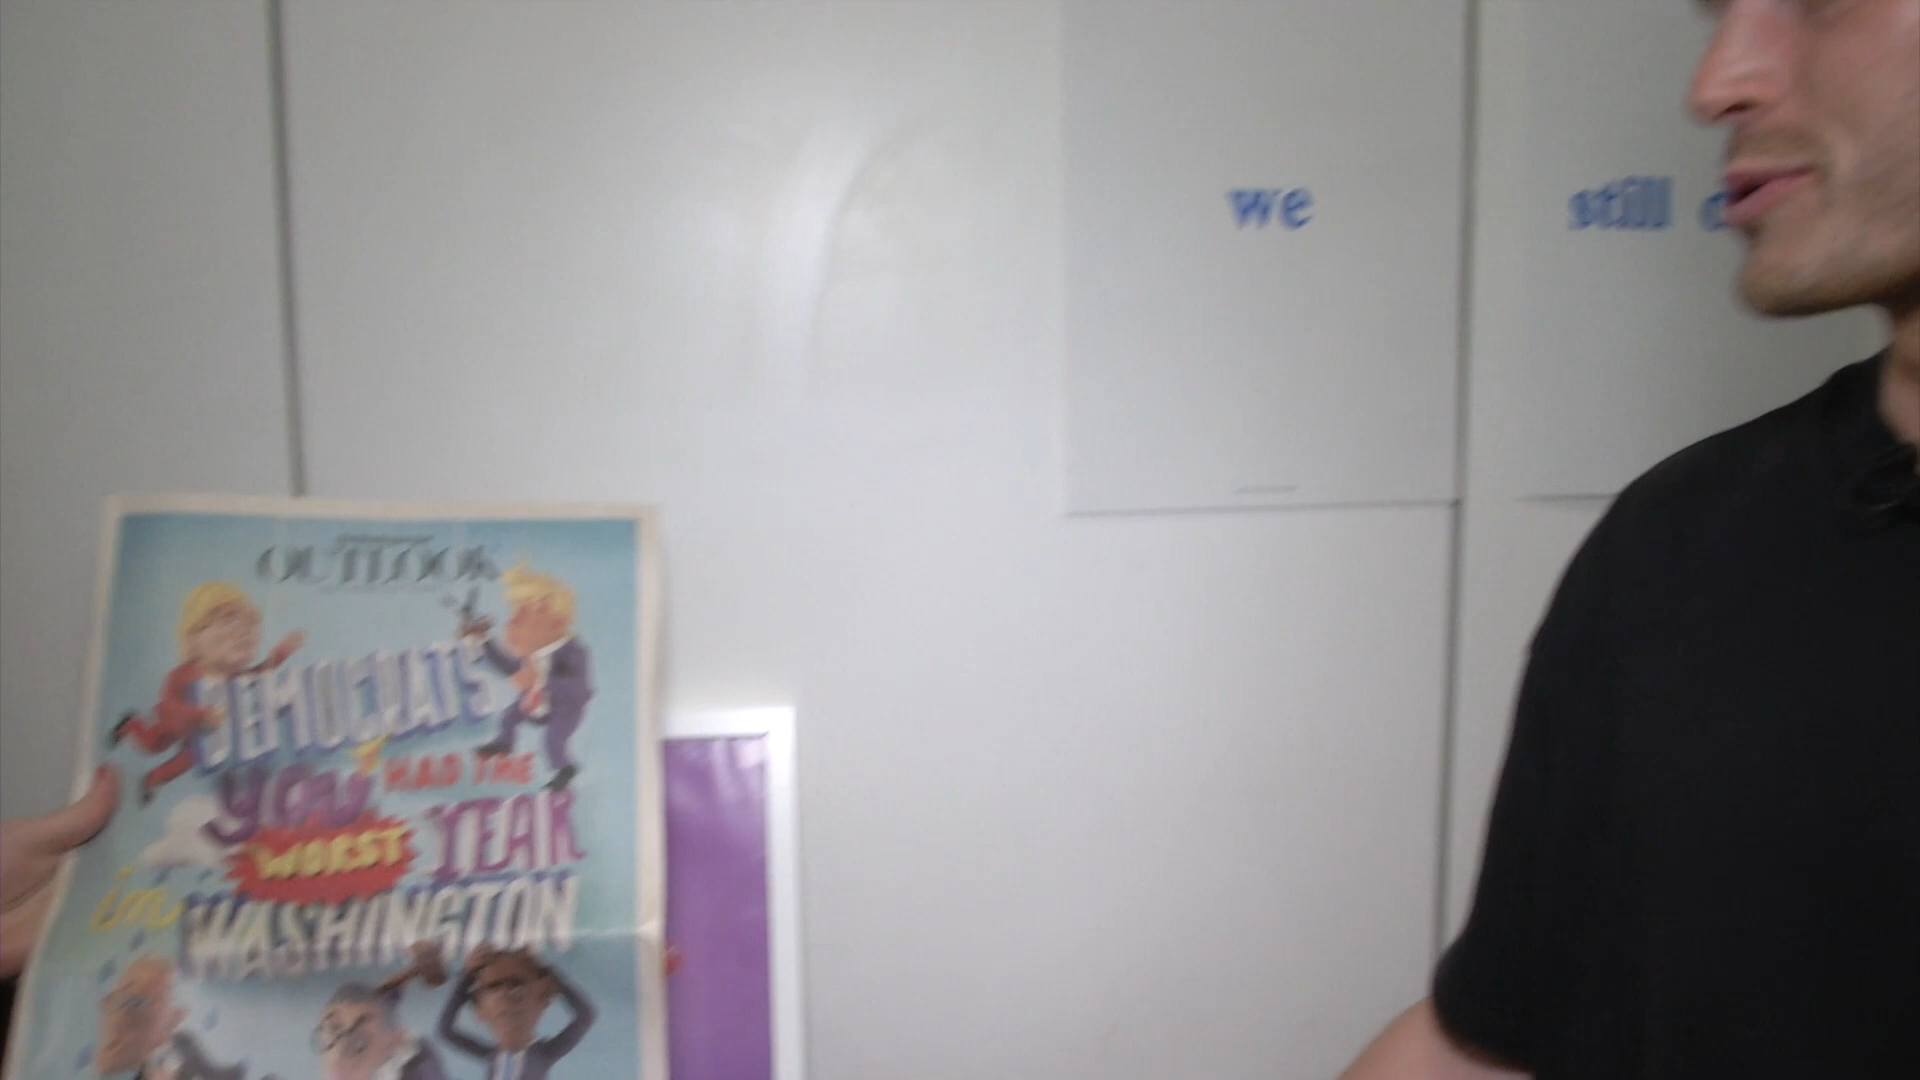 we
still
OUTLOOK
DEMOCRATS
YOU HAD THE
WORST YEAR
in WASHINGTON